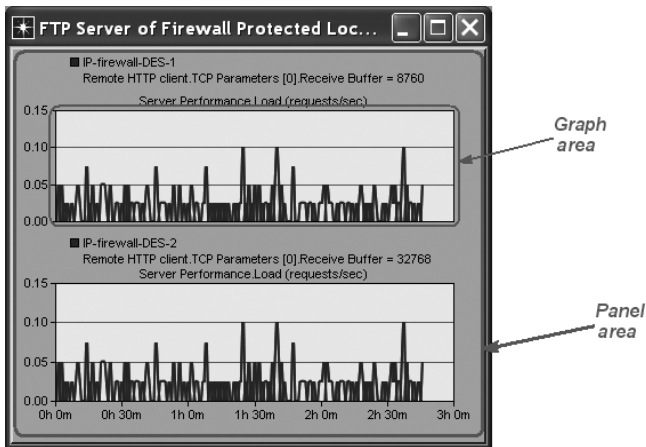 FTP Server of Firewall Protected Loc...
IP-firewall-DES-1
Remote HTTP client.TCP Parameters [0].Receive Buffer = 8760
Server Performance.Load (requests/sec)
0.15
0.10
0.05
0.00
Graph
area
IP-firewall-DES-2
Remote HTTP client.TCP Parameters [0].Receive Buffer = 32768
Server Performance.Load (requests/sec)
0.15
0.10
0.05
0.00
0h 0m 0h 30m 1h 0m 1h 30m 2h 0m 2h 30m 3h 0m
Panel
area